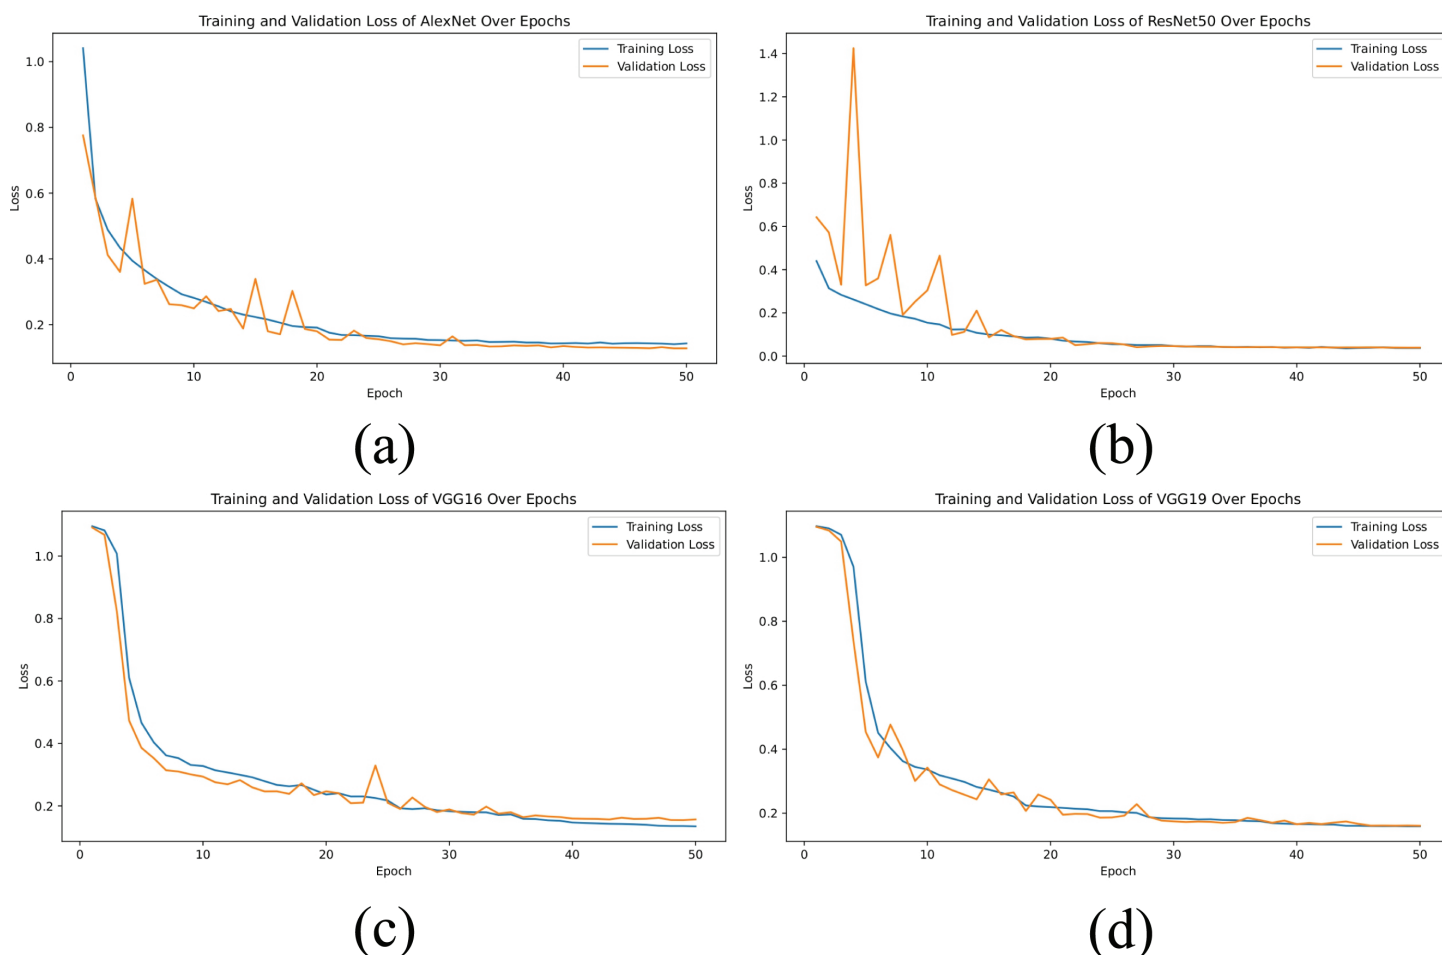 Training and Validation Loss of AlexNet Over Epochs
Training Loss
Validation Loss
1.0
0.8
0.6
0.4
0.2
Loss
0 10 20 30 40 50
Epoch
(a)
Training and Validation Loss of ResNet50 Over Epochs
Training Loss
Validation Loss
1.4
1.2
1.0
0.8
0.6
0.4
0.2
0.0
Loss
0 10 20 30 40 50
Epoch
(b)
Training and Validation Loss of VGG16 Over Epochs
Training Loss
Validation Loss
1.0
0.8
0.6
0.4
0.2
Loss
0 10 20 30 40 50
Epoch
(c)
Training and Validation Loss of VGG19 Over Epochs
Training Loss
Validation Loss
1.0
0.8
0.6
0.4
0.2
Loss
0 10 20 30 40 50
Epoch
(d)